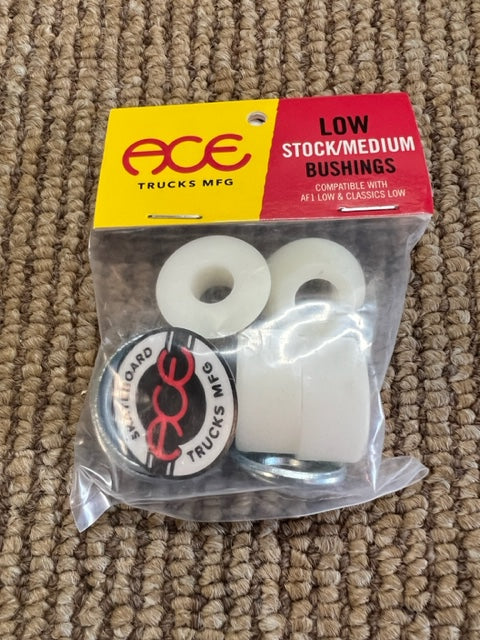 ACE
TRUCKS MFG
LOW
STOCK/MEDIUM
BUSHINGS
COMPATIBLE WITH
AF1 LOW & CLASSICS LOW
SKATEBOARD
ACE
TRUCKS MFG